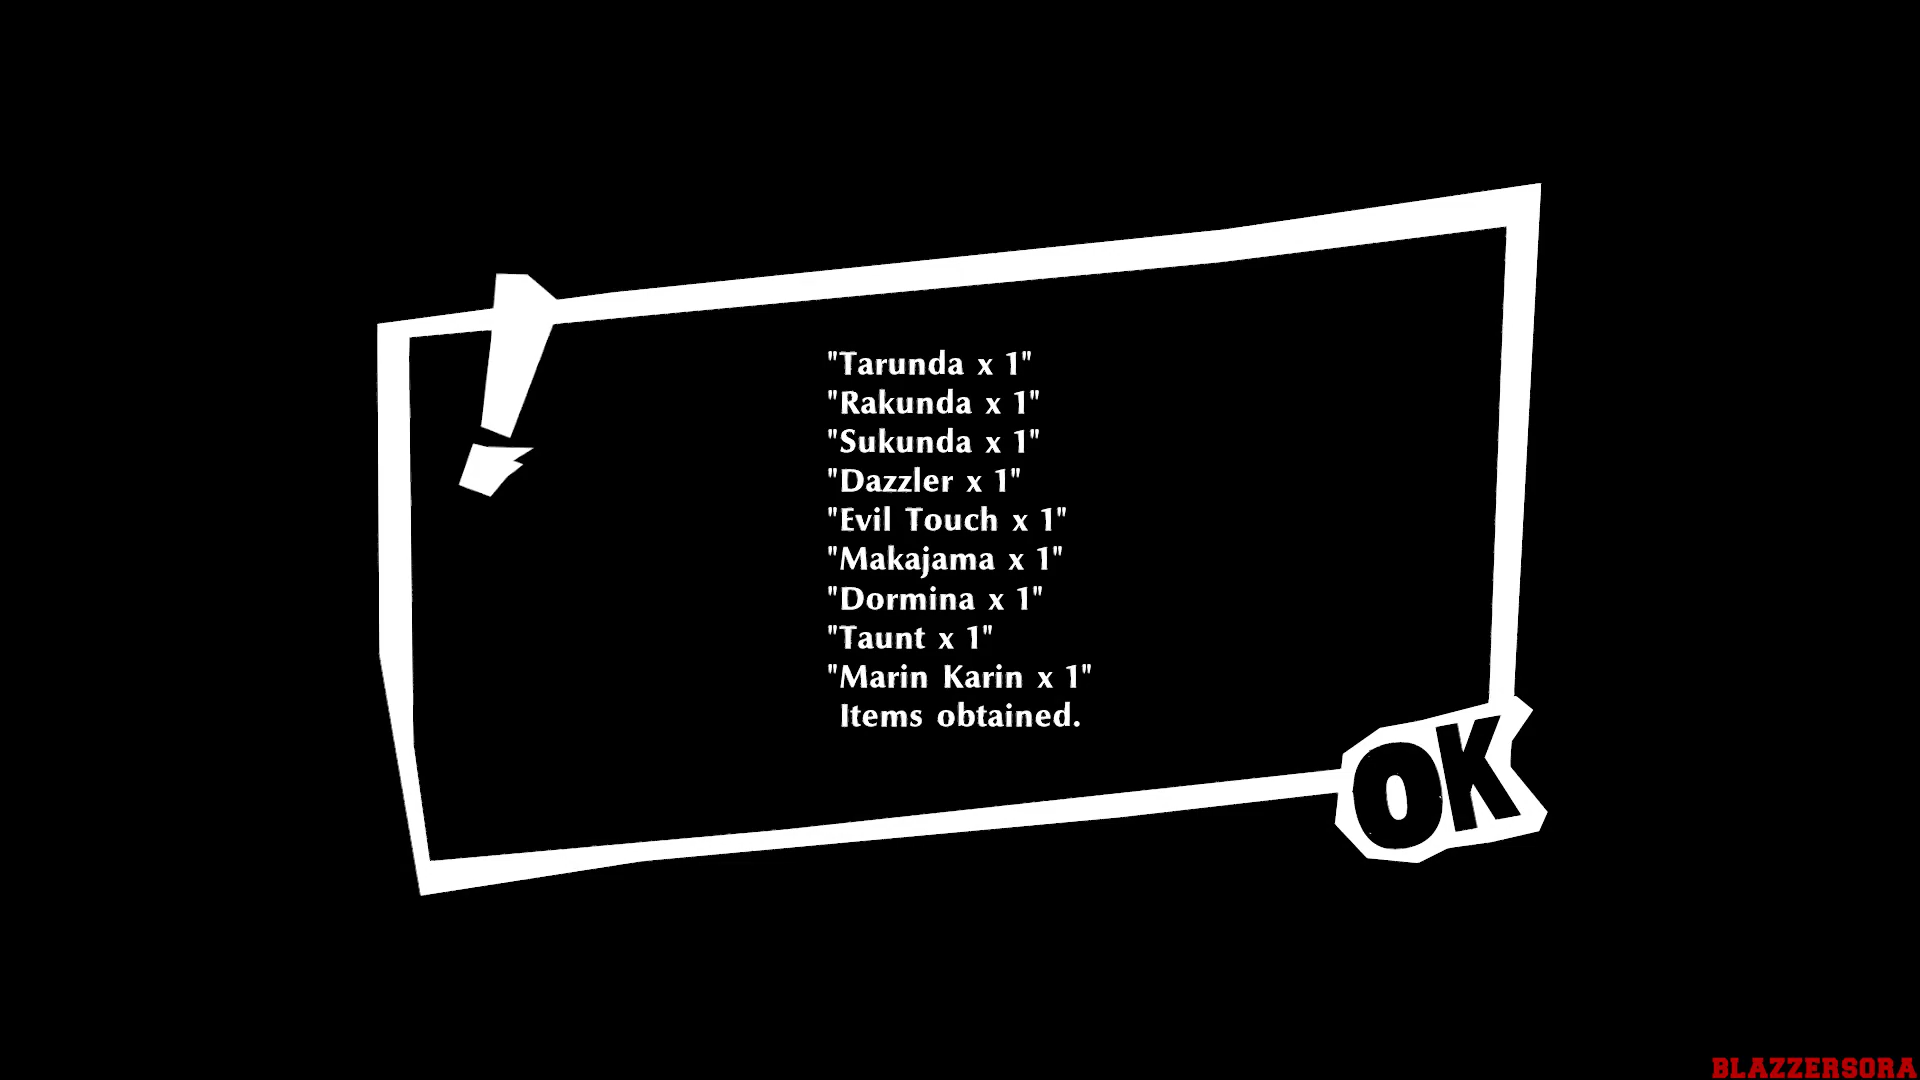 "Tarunda x 1"
"Rakunda x 1"
"Sukunda x 1"
"Dazzler x 1"
"Evil Touch x 1"
"Makajama x 1"
"Dormina x 1"
"Taunt x 1"
"Marin Karin x 1"
Items obtained.
OK
BLAZZERSORA